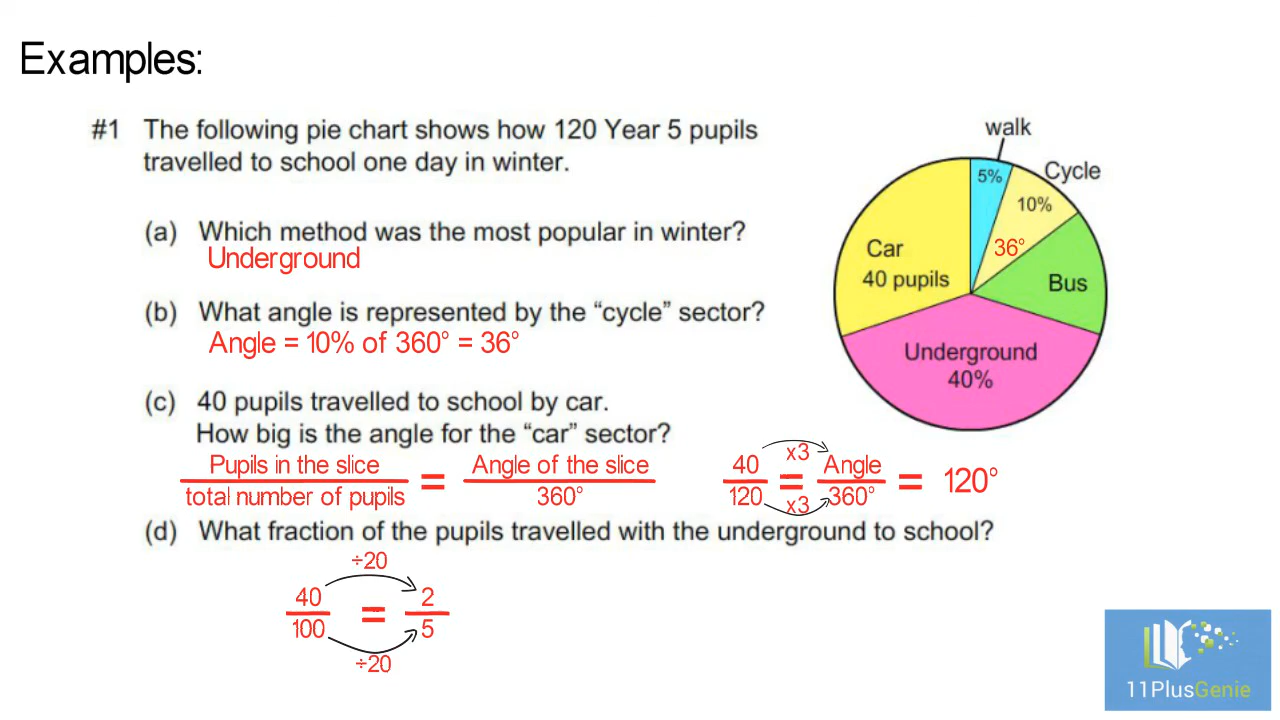 Examples:
#1 The following pie chart shows how 120 Year 5 pupils
travelled to school one day in winter.
(a) Which method was the most popular in winter?
Underground
(b) What angle is represented by the “cycle” sector?
Angle = 10% of 360° = 36°
(c) 40 pupils travelled to school by car.
How big is the angle for the “car” sector?
Pupils in the slice
total number of pupils
=
Angle of the slice
360°
40
120
x3
=
x3
Angle
360°
= 120°
(d) What fraction of the pupils travelled with the underground to school?
÷20
40
100
=
2
5
÷20
walk
Cycle
5%
10%
36°
Car
40 pupils
Bus
Underground
40%
11PlusGenie